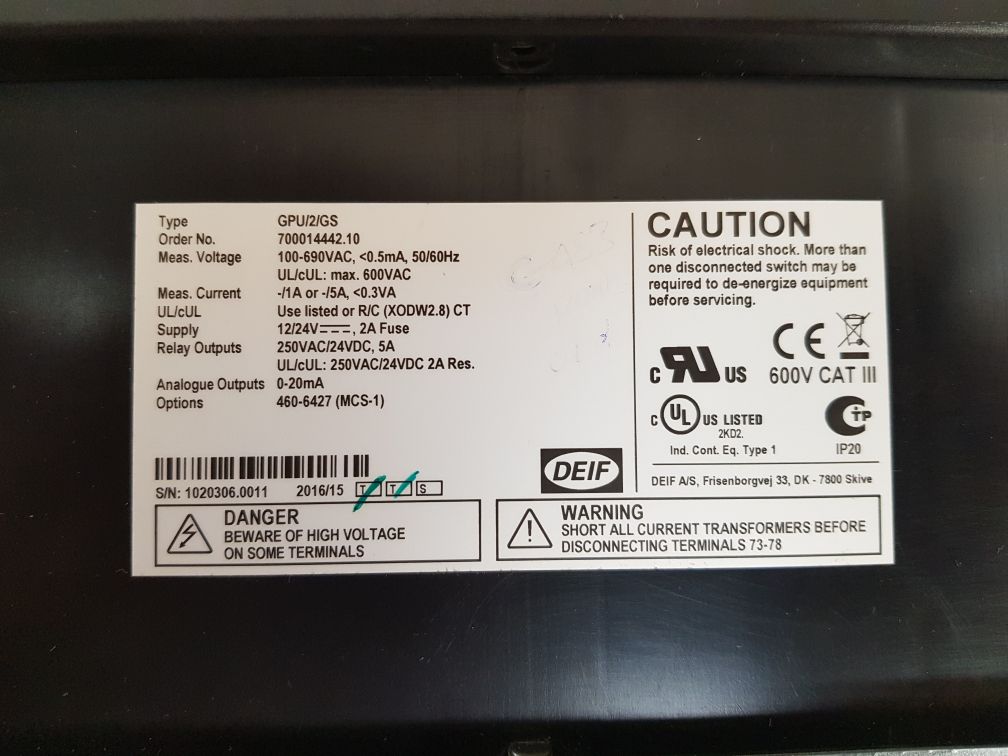 Type GPU/2/GS
Order No. 700014442.10
Meas. Voltage 100-690VAC, <0.5mA, 50/60Hz
UL/cUL: max. 600VAC
Meas. Current -/1A or -/5A, <0.3VA
UL/cUL Use listed or R/C (XODW2.8) CT
Supply 12/24V⎓, 2A Fuse
Relay Outputs 250VAC/24VDC, 5A
UL/cUL: 250VAC/24VDC 2A Res.
Analogue Outputs 0-20mA
Options 460-6427 (MCS-1)
S/N: 1020306.0011 2016/15 T T S
DEIF
CAUTION
Risk of electrical shock. More than
one disconnected switch may be
required to de-energize equipment
before servicing.
CE
c RU US 600V CAT III
c UL US LISTED
2KD2.
Ind. Cont. Eq. Type 1
IP20
DEIF A/S, Frisenborgvej 33, DK - 7800 Skive
DANGER
BEWARE OF HIGH VOLTAGE
ON SOME TERMINALS
WARNING
SHORT ALL CURRENT TRANSFORMERS BEFORE
DISCONNECTING TERMINALS 73-78